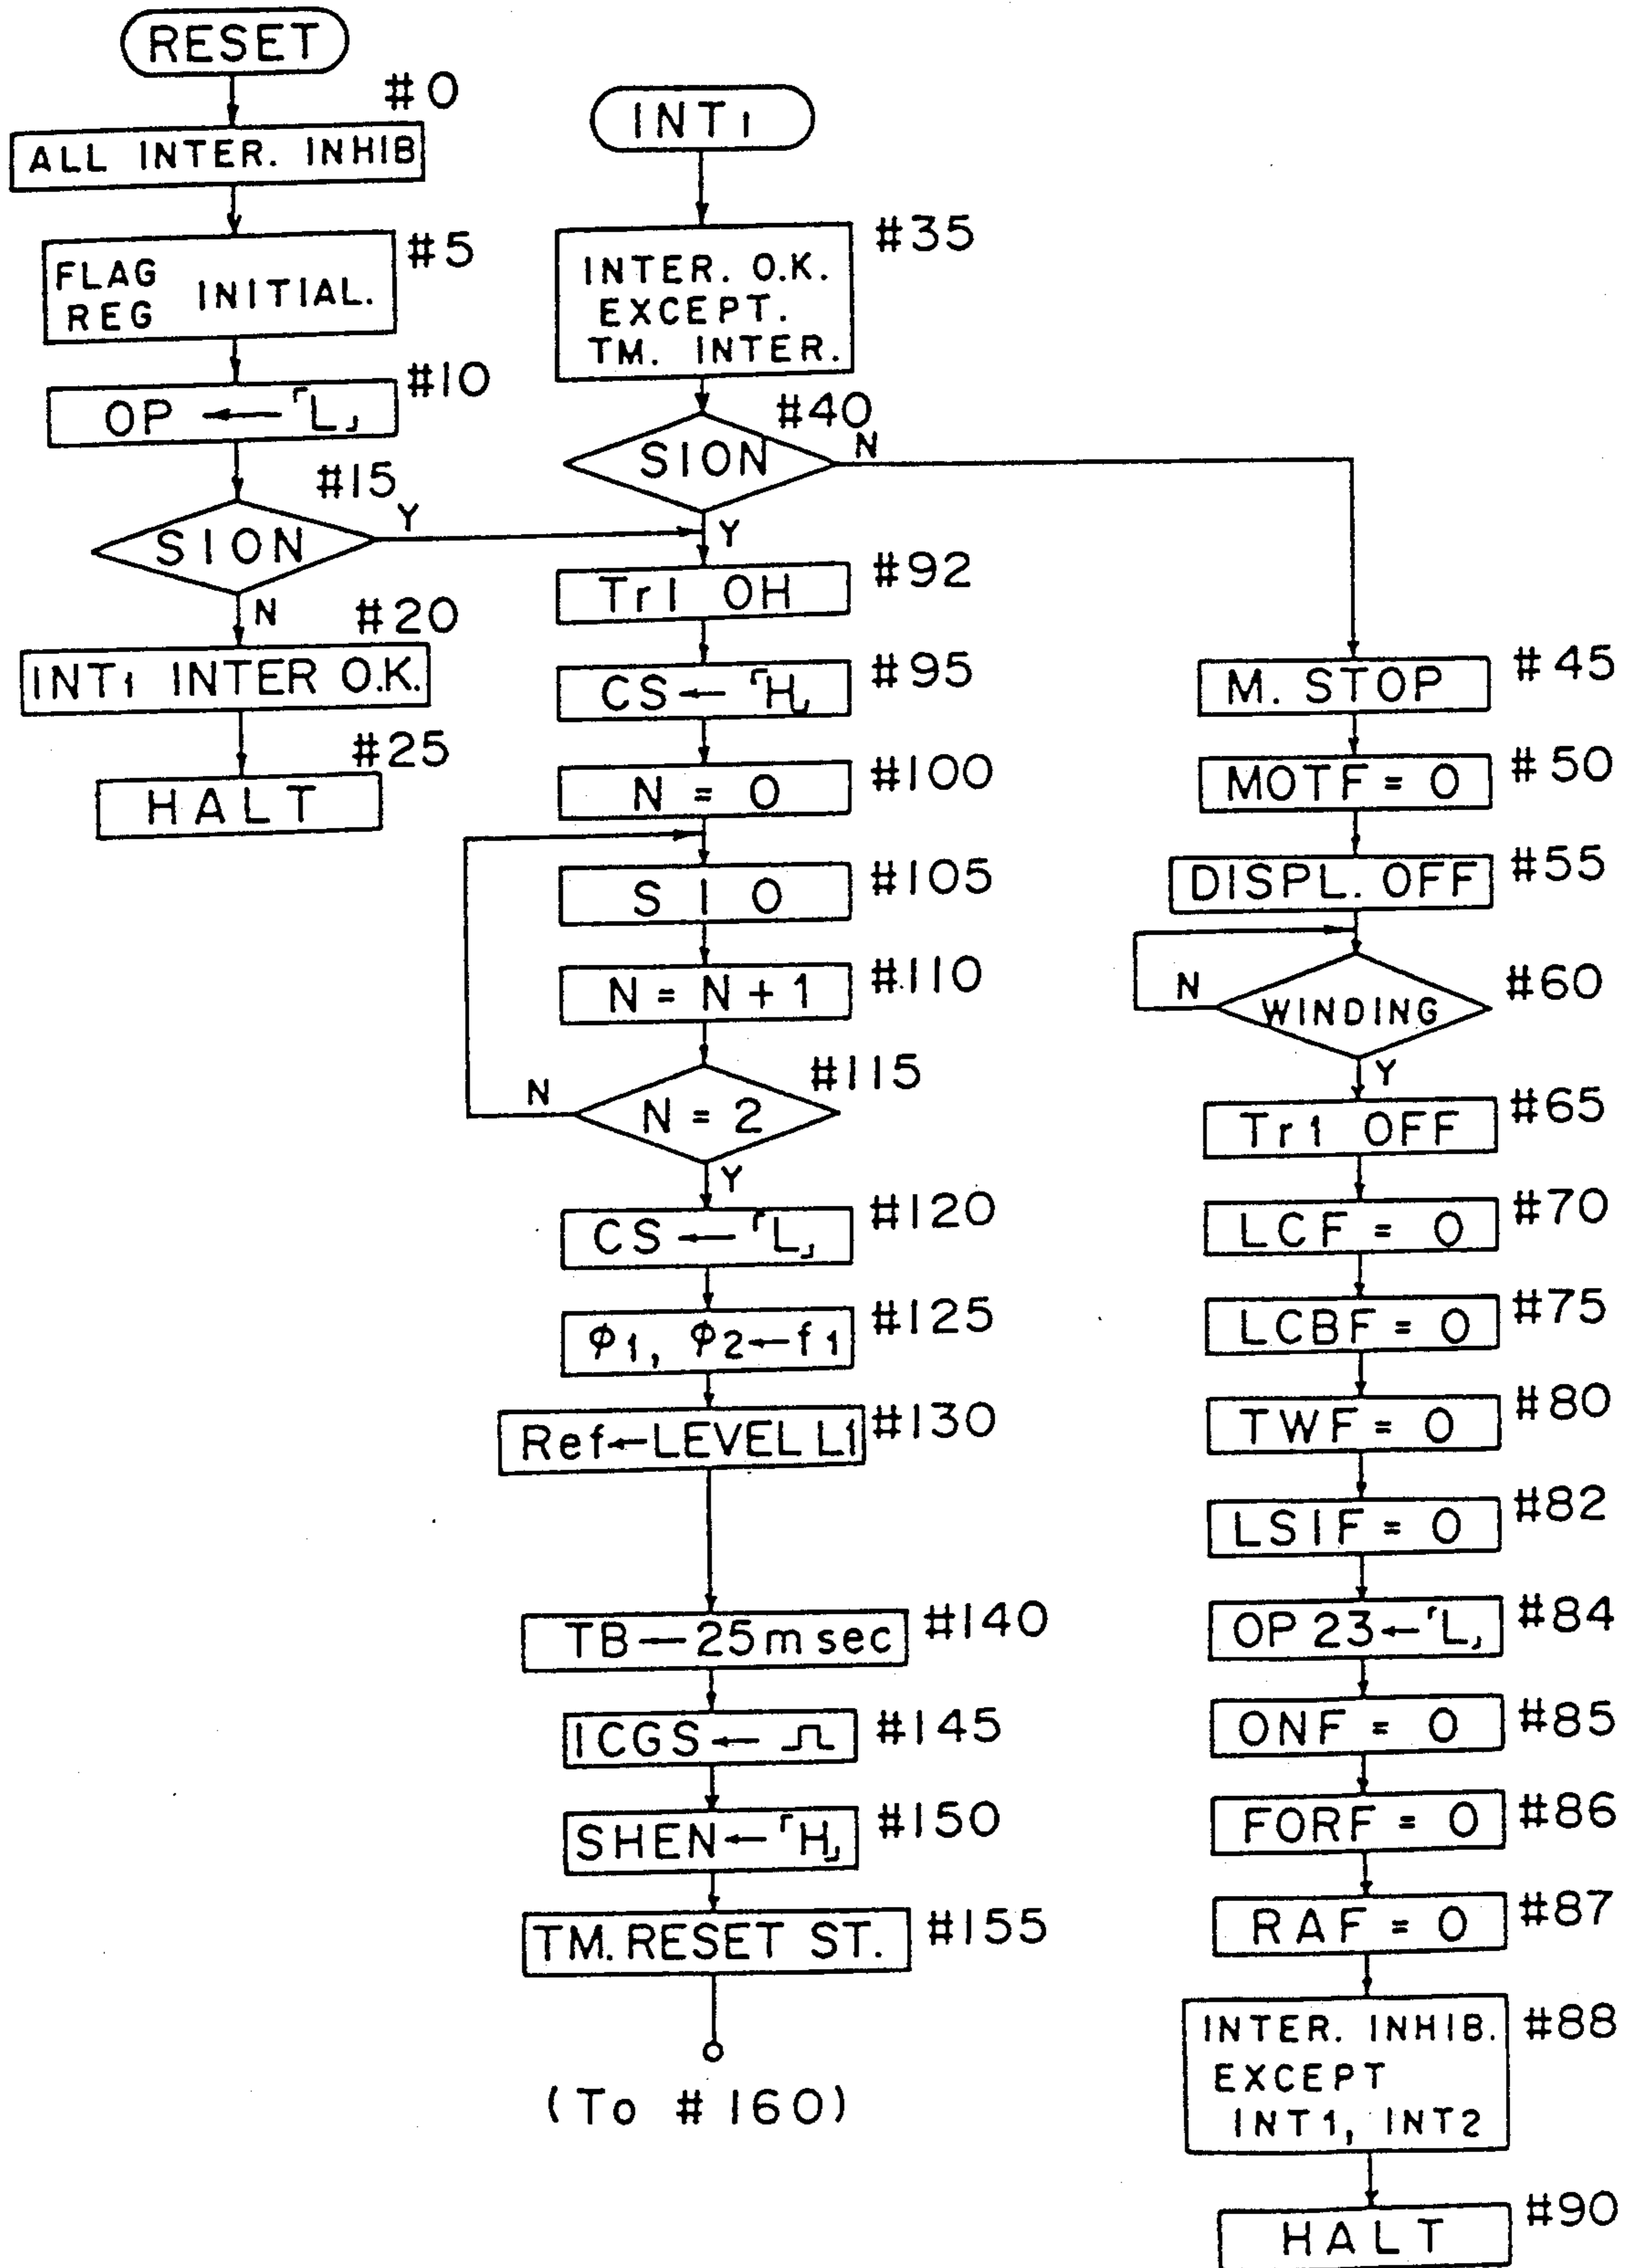 RESET
#0
ALL INTER. INHIB
#5
FLAG
REG INITIAL.
#10
OP ← 「L」
#15
SION
Y
N
#20
INT1 INTER O.K.
#25
HALT
INT1
#35
INTER. O.K.
EXCEPT.
TM. INTER.
#40
SION
N
Y
#92
Tr1 OH
#95
CS ← 「H」
#100
N = 0
#105
SIO
#110
N = N + 1
#115
N = 2
N
Y
#120
CS ← 「L」
#125
φ1, φ2 ← f1
#130
Ref ← LEVEL L1
#140
TB — 25 m sec
#145
ICGS ←
#150
SHEN ← 「H」
#155
TM. RESET ST.
(To #160)
#45
M. STOP
#50
MOTF = 0
#55
DISPL. OFF
#60
WINDING
N
Y
#65
Tr1 OFF
#70
LCF = 0
#75
LCBF = 0
#80
TWF = 0
#82
LSIF = 0
#84
OP 23 ← 「L」
#85
ONF = 0
#86
FORF = 0
#87
RAF = 0
#88
INTER. INHIB.
EXCEPT
INT1, INT2
#90
HALT